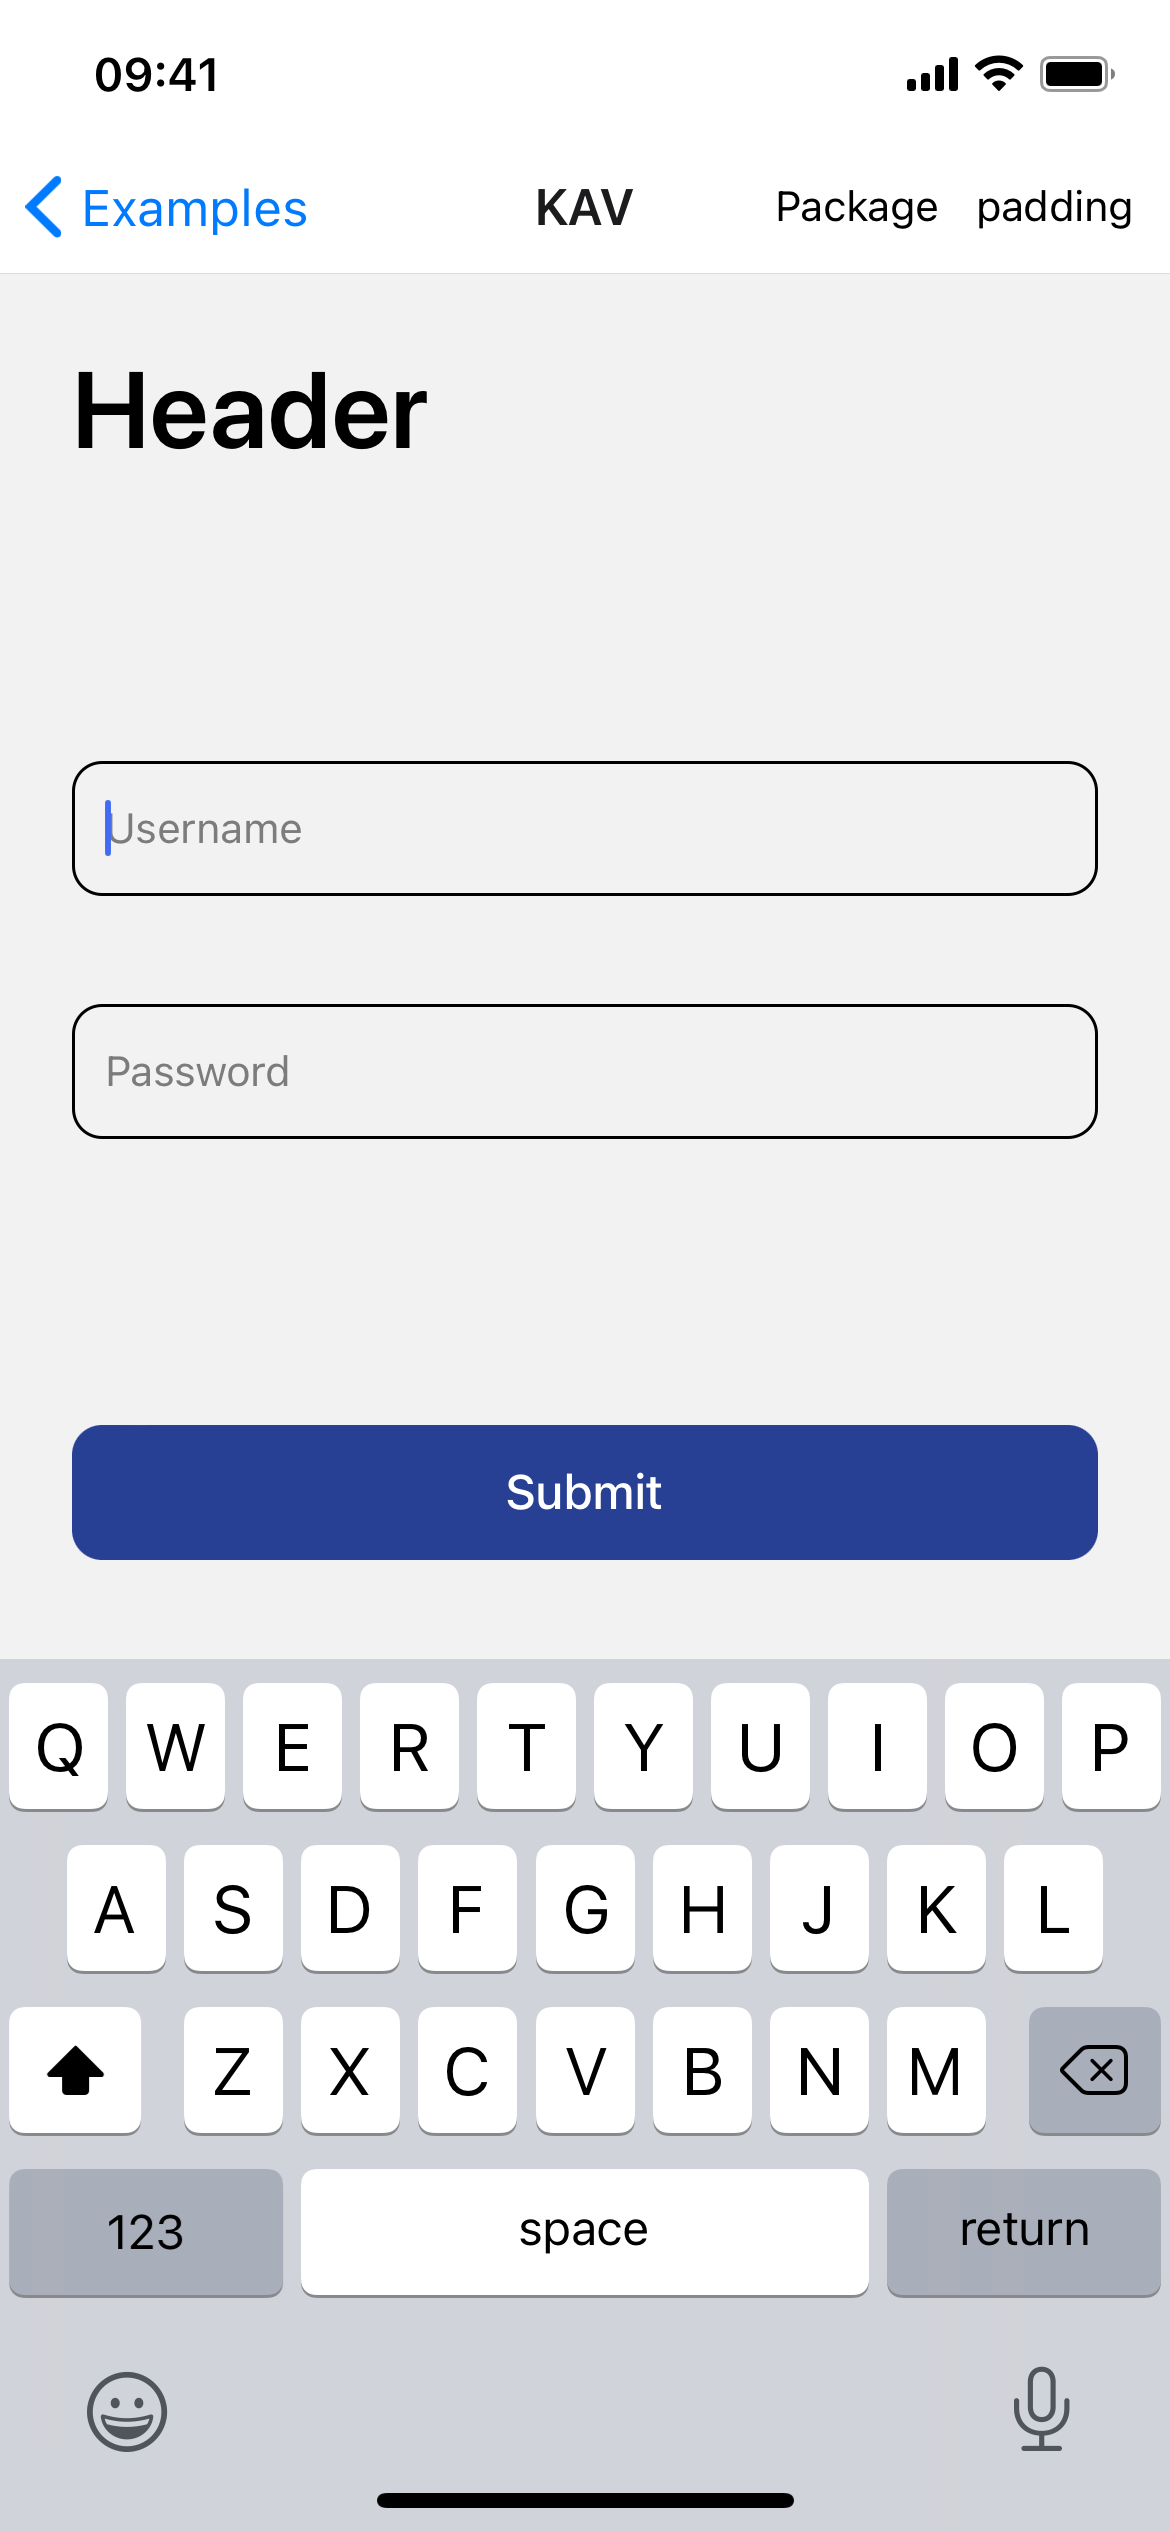 09:41
Examples KAV Package padding
Header
Username
Password
Submit
Q W E R T Y U I O P
A S D F G H J K L
Z X C V B N M
123 space return